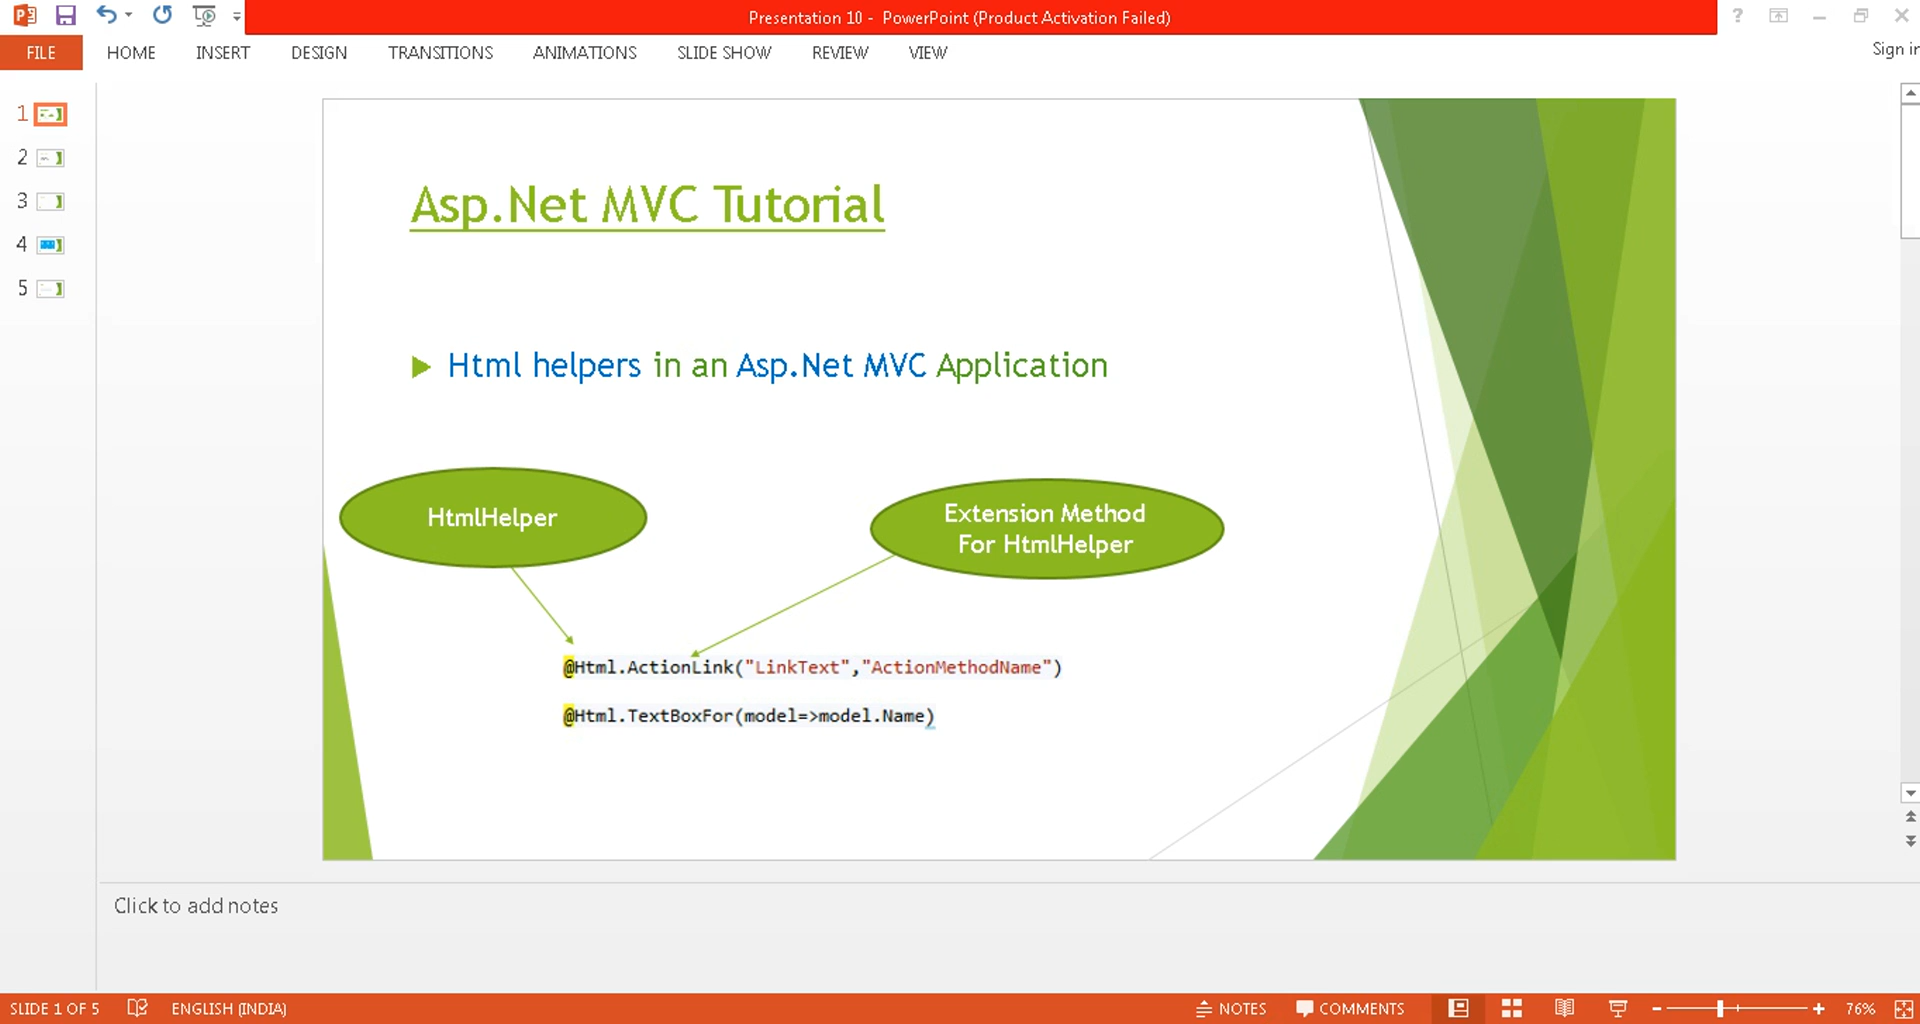 Presentation 10 - PowerPoint (Product Activation Failed)
FILE HOME INSERT DESIGN TRANSITIONS ANIMATIONS SLIDE SHOW REVIEW VIEW
Sign in
1
2
3
4
5
Asp.Net MVC Tutorial
Html helpers in an Asp.Net MVC Application
HtmlHelper
Extension Method
For HtmlHelper
@Html.ActionLink("LinkText","ActionMethodName")
@Html.TextBoxFor(model=>model.Name)
Click to add notes
SLIDE 1 OF 5 ENGLISH (INDIA) NOTES COMMENTS 76%